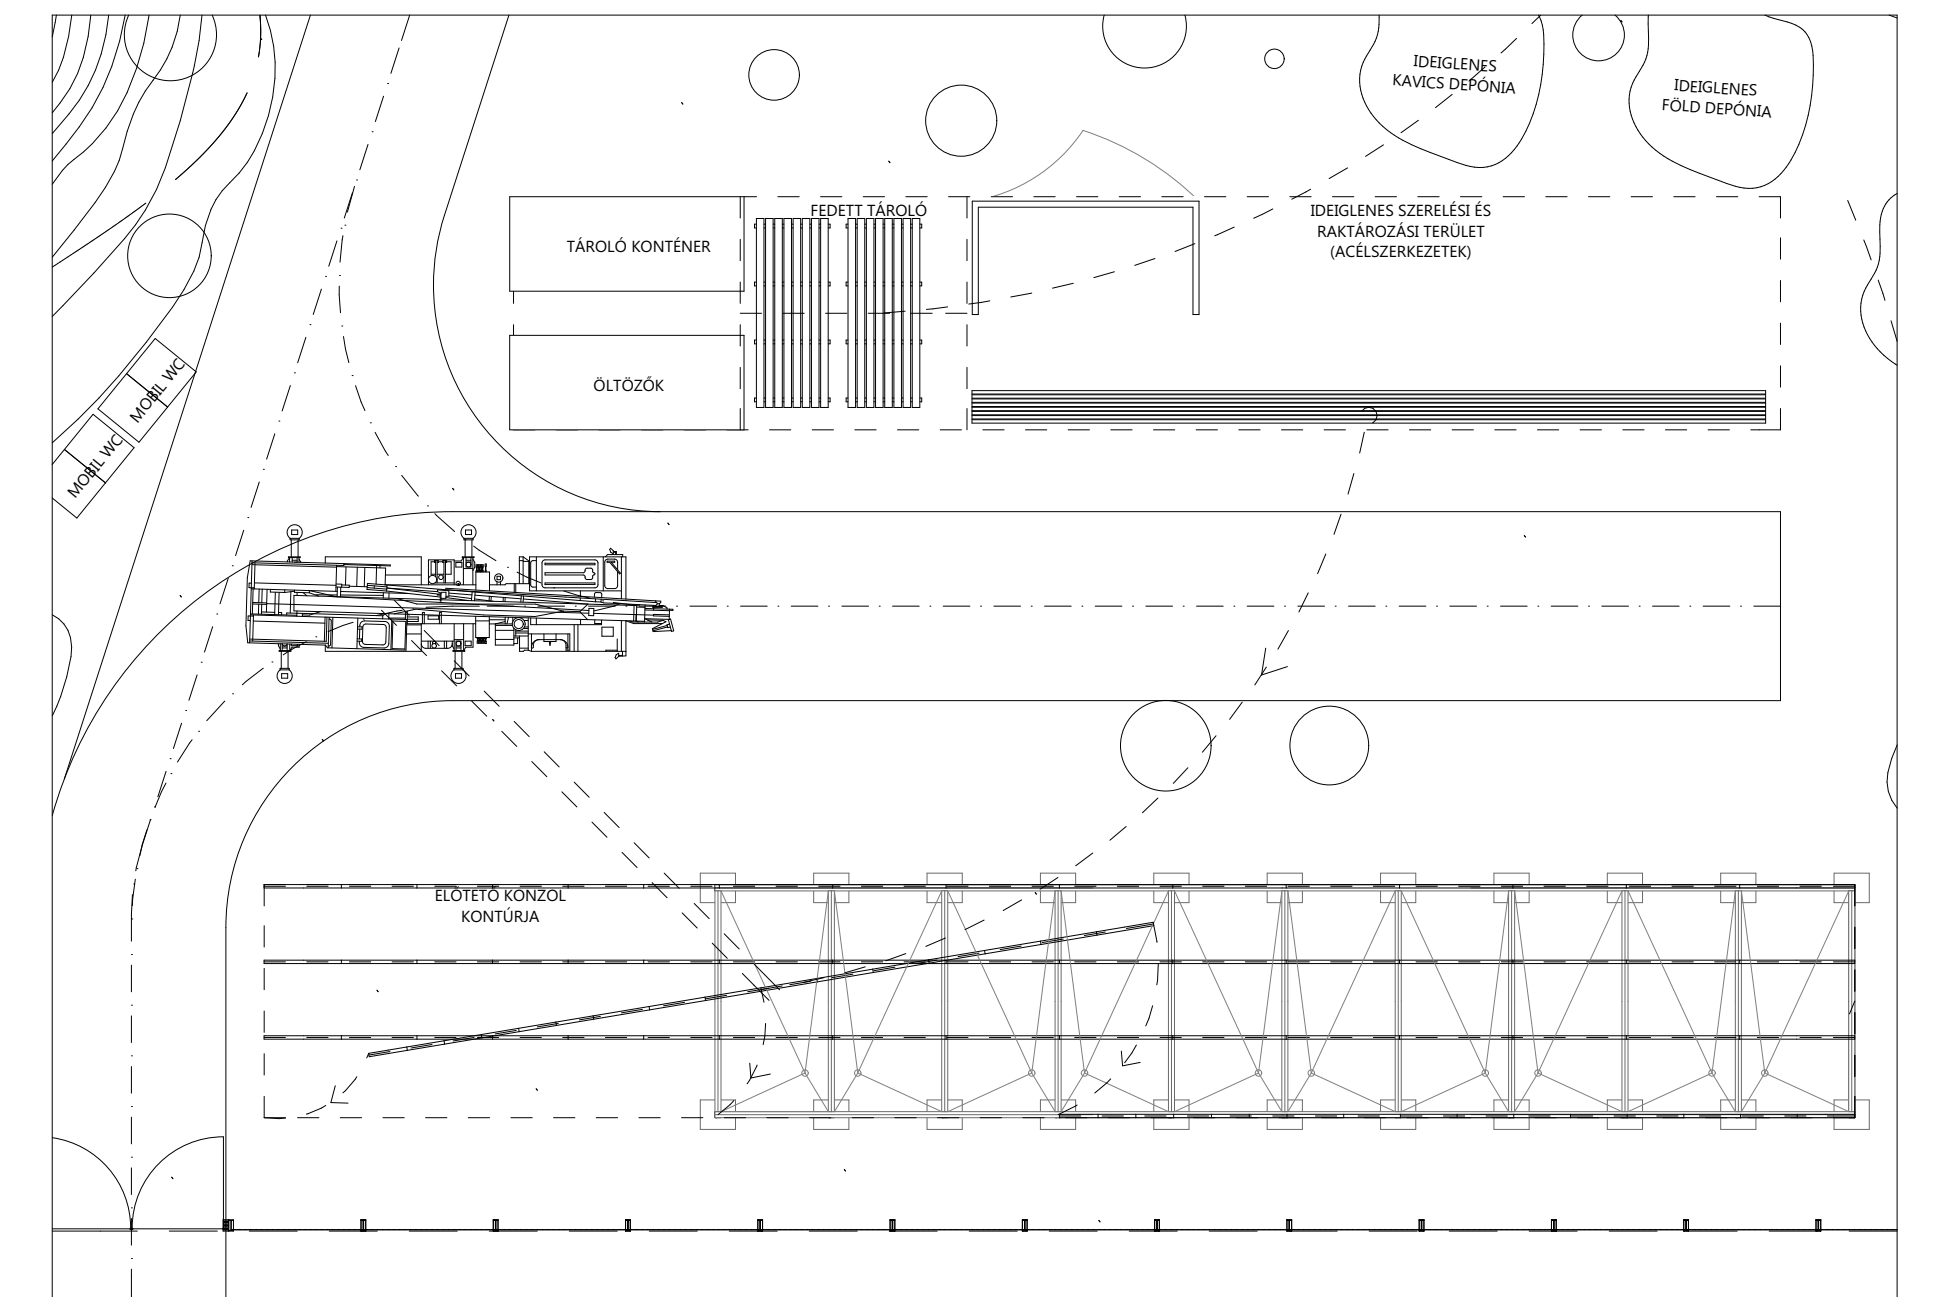 IDEIGLENES
KAVICS DEPÓNIA
IDEIGLENES
FÖLD DEPÓNIA
FEDETT TÁROLÓ
IDEIGLENES SZERELÉSI ÉS
RAKTÁROZÁSI TERÜLET
(ACÉLSZERKEZETEK)
TÁROLÓ KONTÉNER
ÖLTÖZŐK
MOBIL WC
MOBIL WC
ELŐTETŐ KONZOL
KONTÚRJA